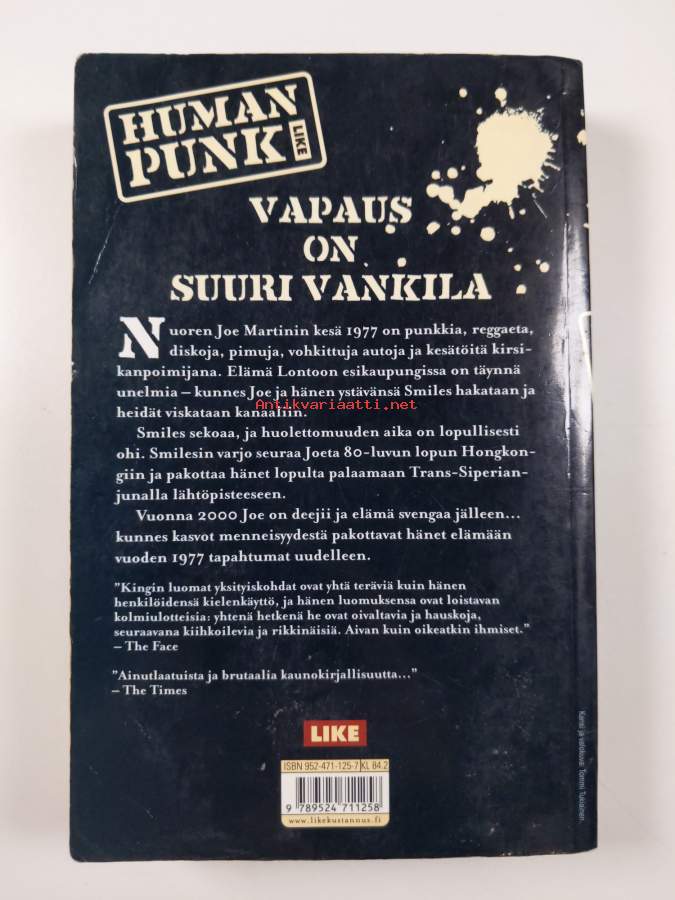 HUMAN
PUNK
LIKE
VAPAUS
ON
SUURI VANKILA
Nuoren Joe Martinin kesä 1977 on punkkia, reggaeta,
diskoja, pimuja, vohkittuja autoja ja kesätöitä kirsi-
kanpoimijana. Elämä Lontoon esikaupungissa on täynnä
unelmia – kunnes Joe ja hänen ystävänsä Smiles hakataan ja
heidät viskataan kanaaliin.
Antikvariaatti.net
Smiles sekoaa, ja huolettomuuden aika on lopullisesti
ohi. Smilesin varjo seuraa Joeta 80-luvun lopun Hongkon-
giin ja pakottaa hänet lopulta palaamaan Trans-Siperian-
junalla lähtöpisteeseen.
Vuonna 2000 Joe on deejii ja elämä svengaa jälleen...
kunnes kasvot menneisyydestä pakottavat hänet elämään
vuoden 1977 tapahtumat uudelleen.
”Kingin luomat yksityiskohdat ovat yhtä teräviä kuin hänen
henkilöidensä kielenkäyttö, ja hänen luomuksensa ovat loistavan
kolmiulotteisia: yhtenä hetkenä he ovat oivaltavia ja hauskoja,
seuraavana kiihkoilevia ja rikkinäisiä. Aivan kuin oikeatkin ihmiset.”
– The Face
”Ainutlaatuista ja brutaalia kaunokirjallisuutta...”
– The Times
LIKE
ISBN 952-471-125-7 KL 84.2
9 789524 711258
www.likekustannus.fi
Kansi ja valokuva: Tommi Tukiainen.